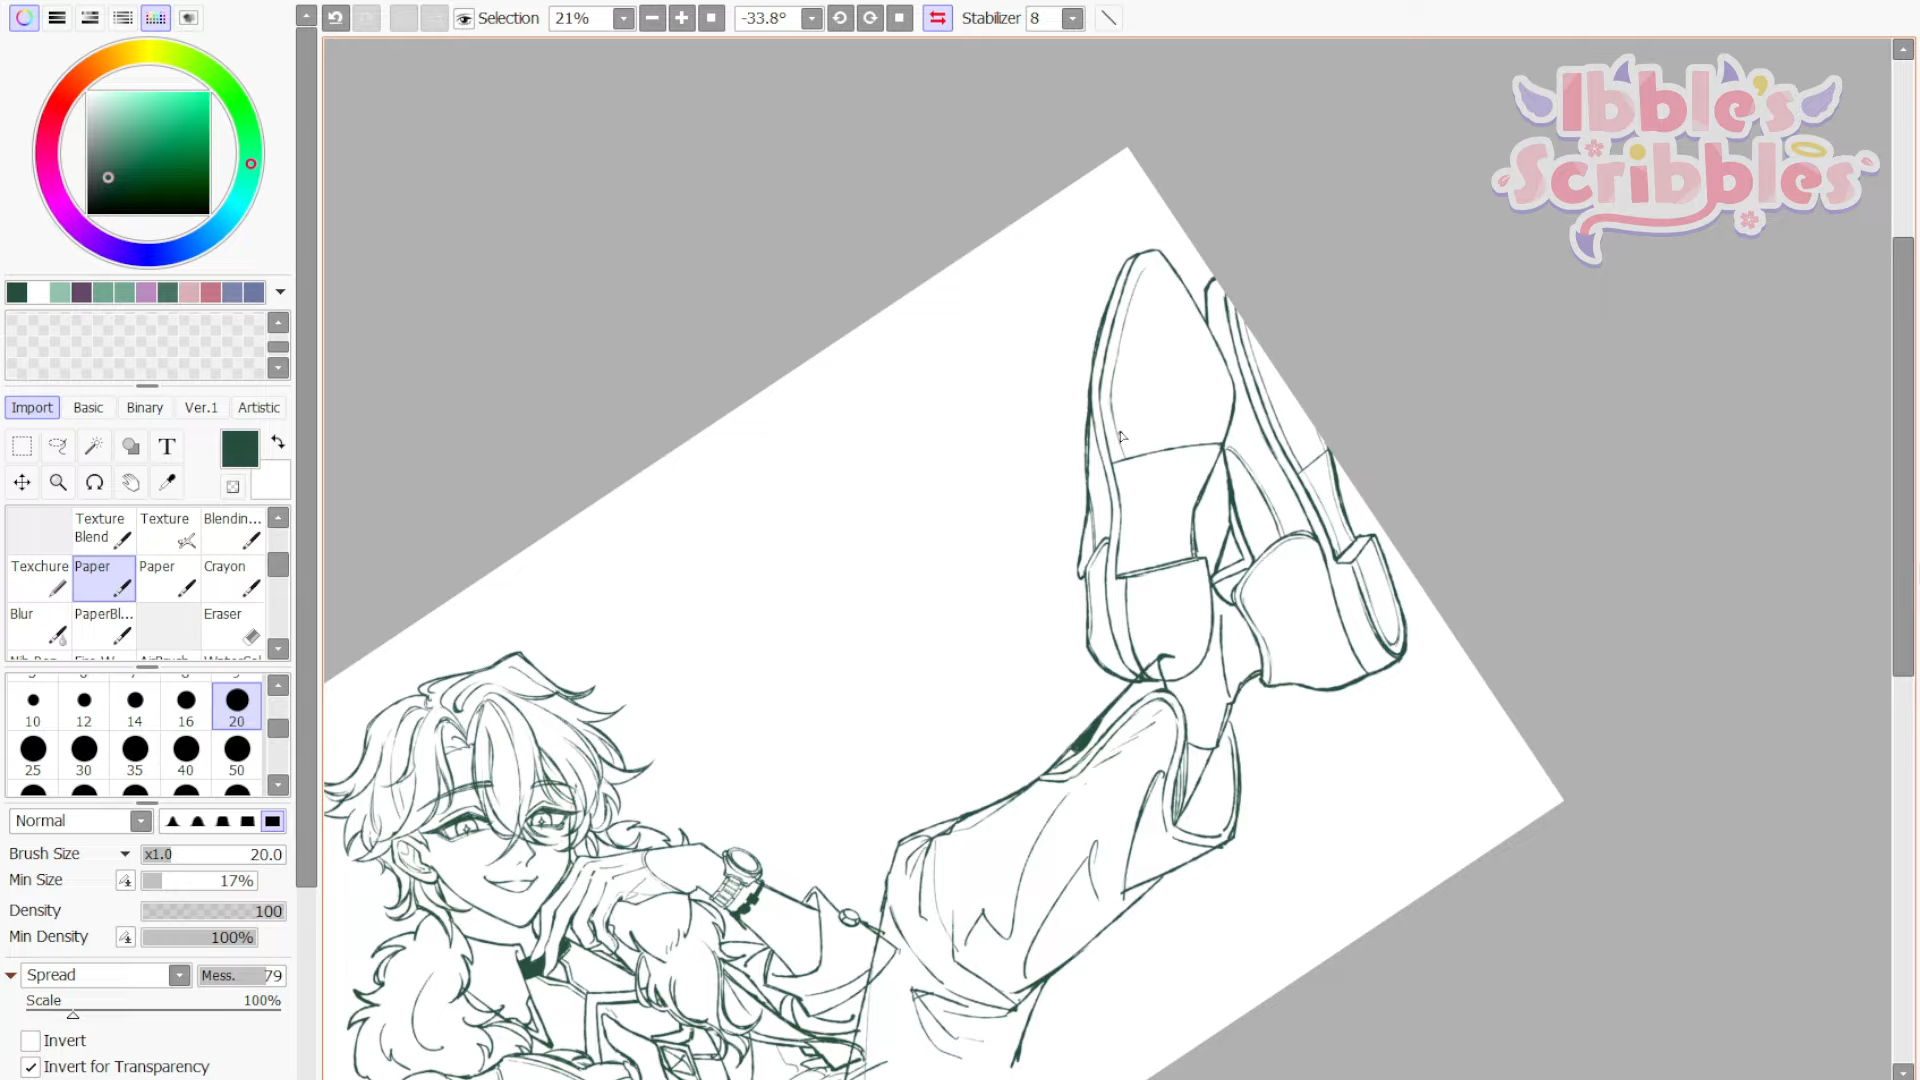 Selection 21% -33.8° Stabilizer 8
Ibble's
Scribbles
Import Basic Binary Ver.1 Artistic
T
Texture Blend Texture Blendin...
Texchure Paper Paper Crayon
Blur PaperBl... Eraser
10 12 14 16 20
25 30 35 40 50
Normal
Brush Size x1.0 20.0
Min Size 17%
Density 100
Min Density 100%
Spread Mess. 79
Scale 100%
Invert
Invert for Transparency